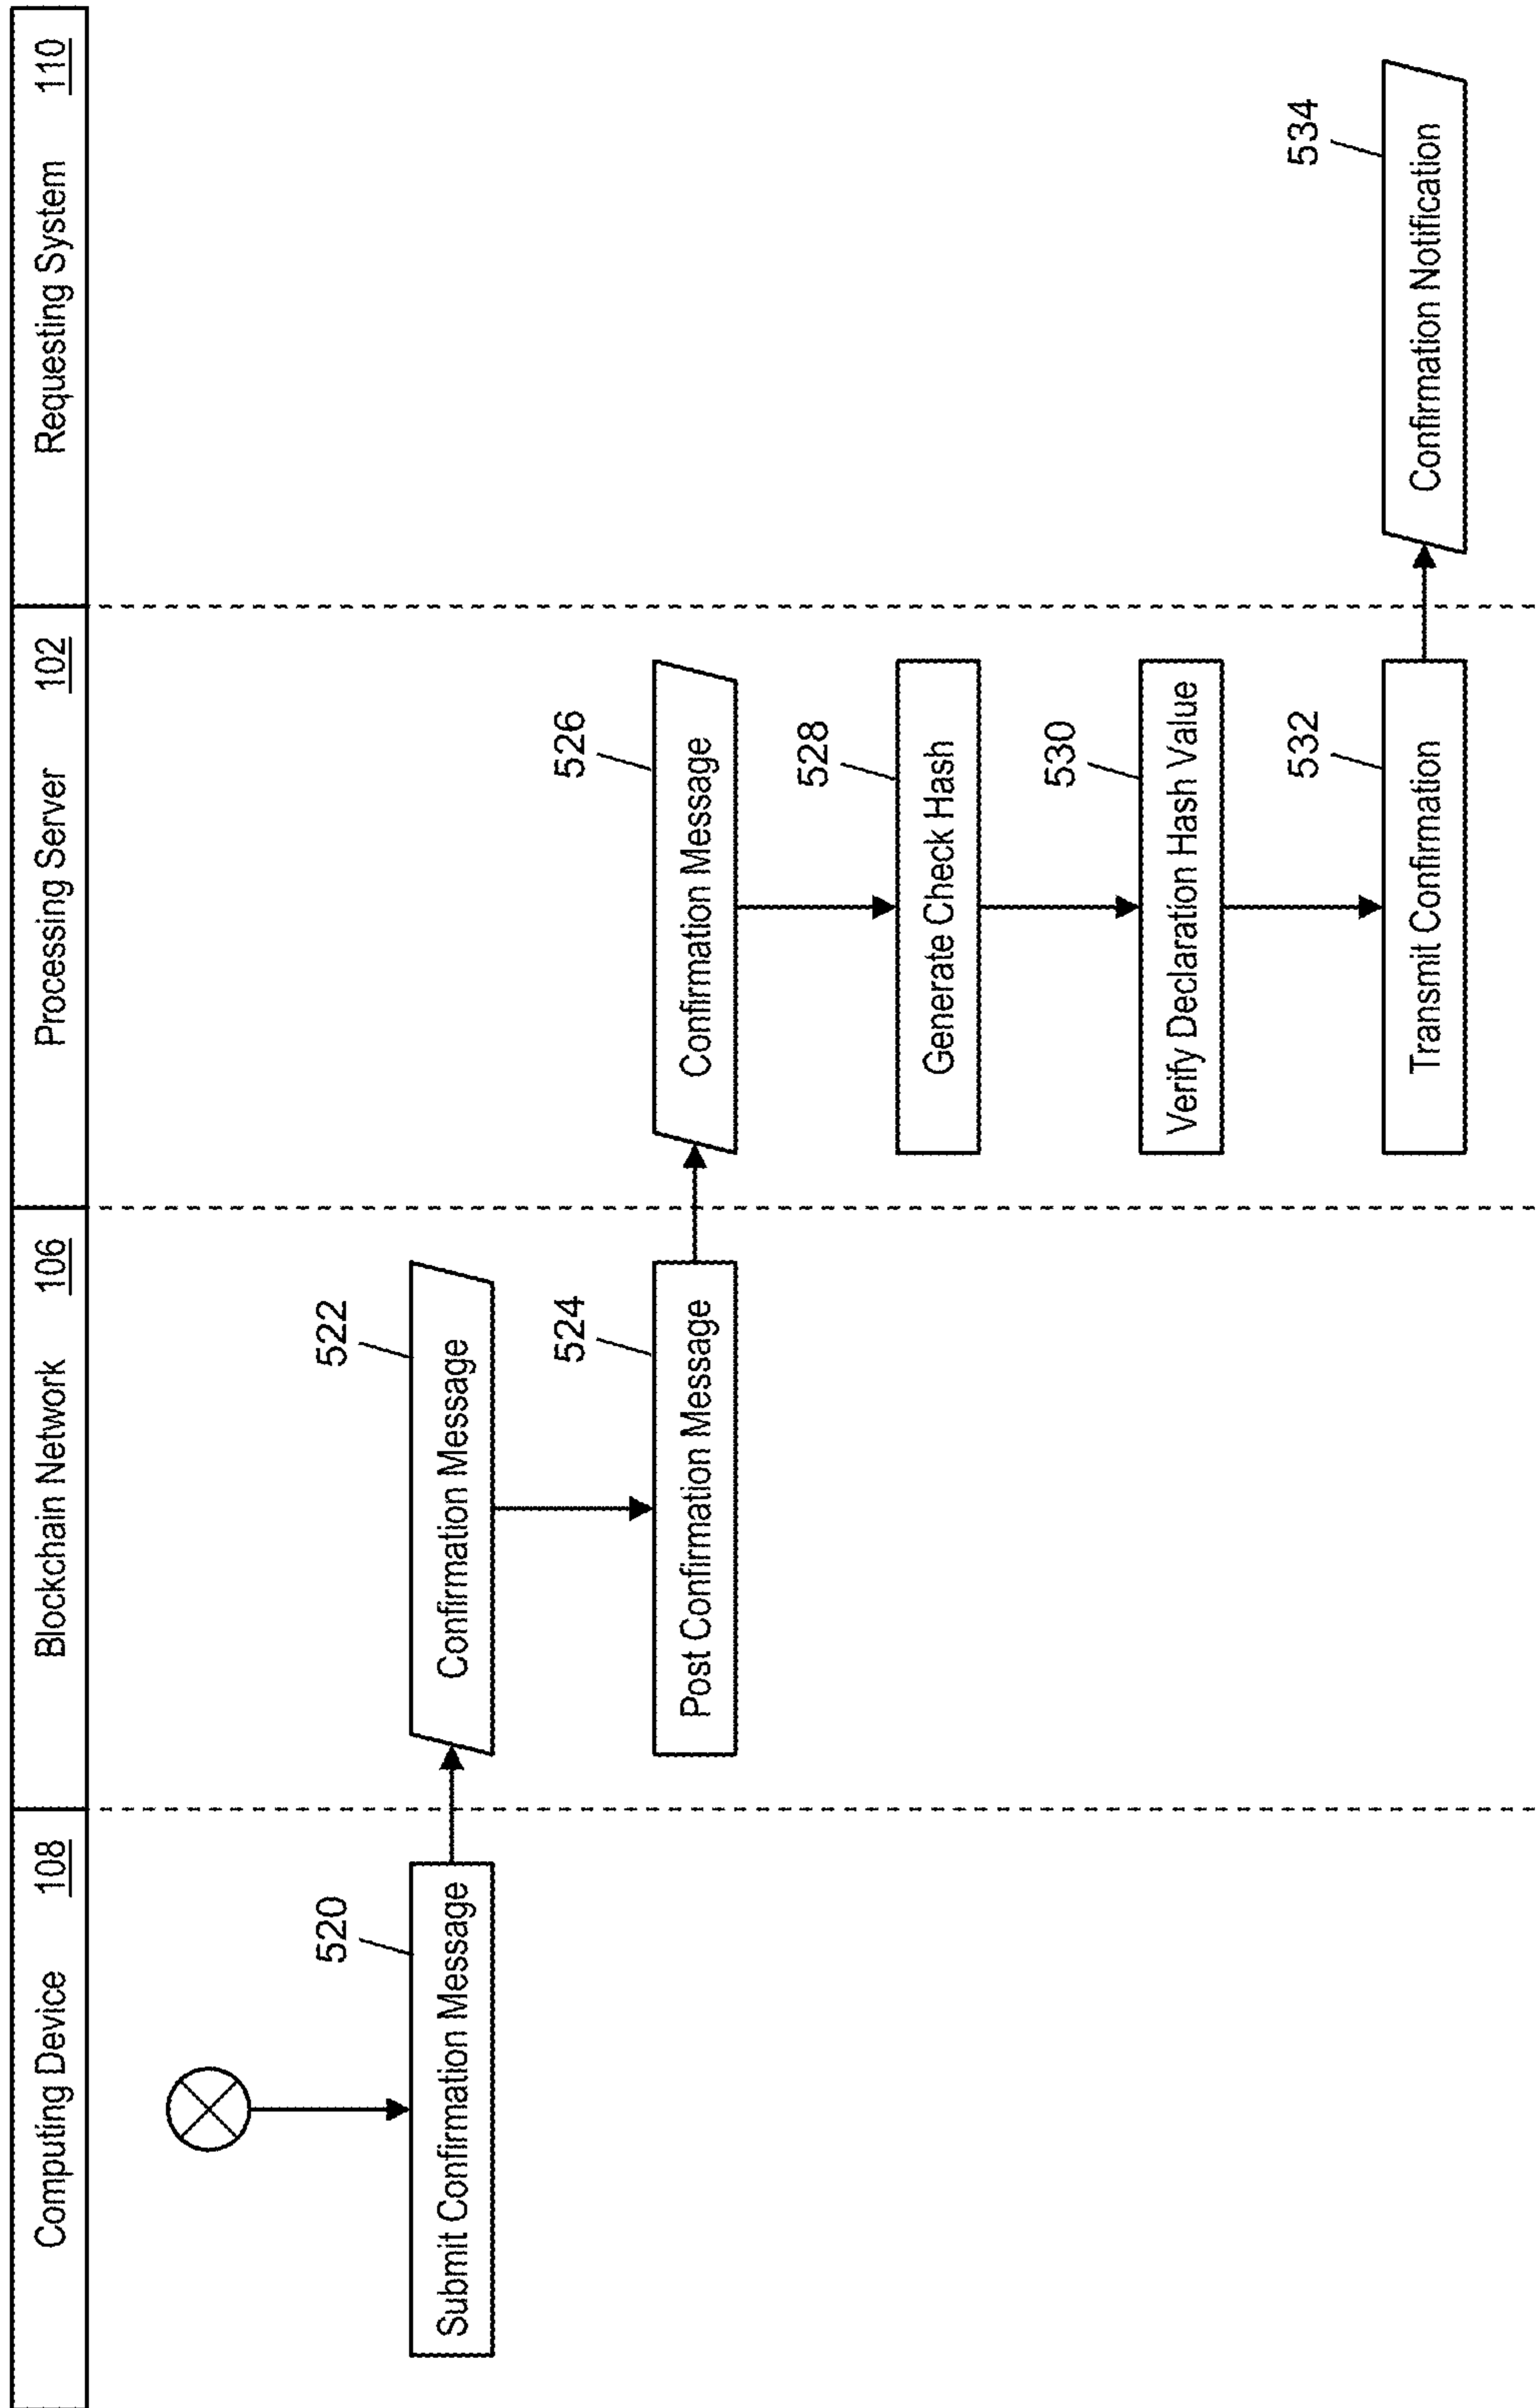 Computing Device 108
Blockchain Network 106
Processing Server 102
Requesting System 110
520
Submit Confirmation Message
522
Confirmation Message
524
Post Confirmation Message
526
Confirmation Message
528
Generate Check Hash
530
Verify Declaration Hash Value
532
Transmit Confirmation
534
Confirmation Notification